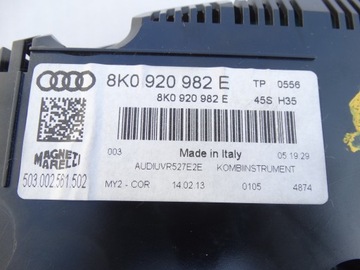 8K0 920 982 E TP 0556
8K0 920 982 E 45S H35
003 Made in Italy 05:19:29
MAGNETI
MARELLI
AUDIUVR527E2E KOMBIINSTRUMENT
503.002.561.502
MY2 - COR 14.02.13 0105 4874